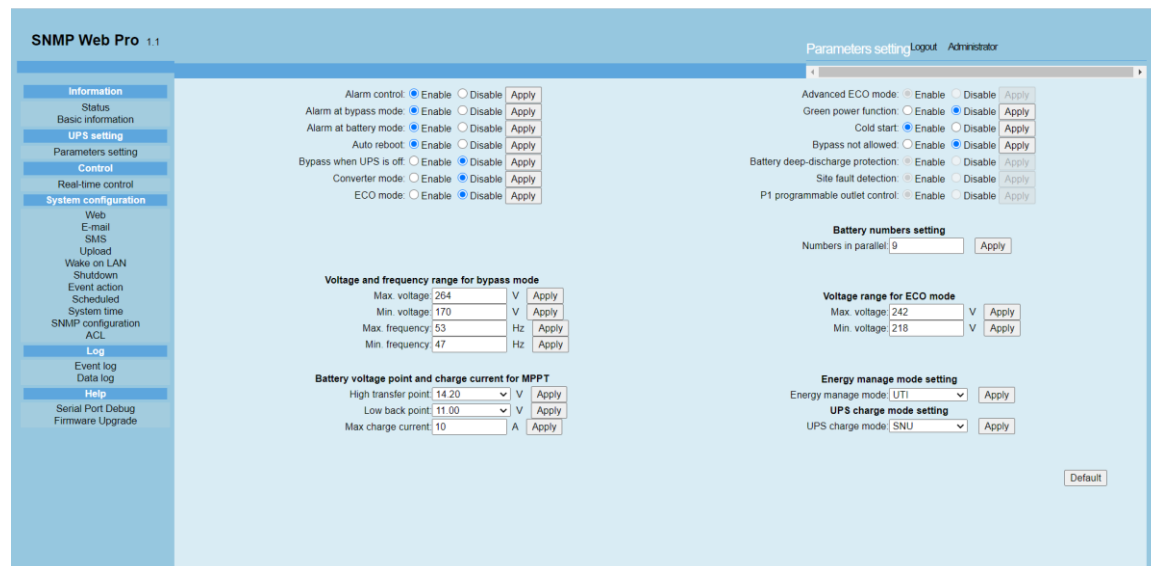 SNMP Web Pro 1.1
Parameters setting Logout Administrator
Information
Status
Basic information
UPS setting
Parameters setting
Control
Real-time control
System configuration
Web
E-mail
SMS
Upload
Wake on LAN
Shutdown
Event action
Scheduled
System time
SNMP configuration
ACL
Log
Event log
Data log
Help
Serial Port Debug
Firmware Upgrade
Alarm control: Enable Disable Apply
Alarm at bypass mode: Enable Disable Apply
Alarm at battery mode: Enable Disable Apply
Auto reboot: Enable Disable Apply
Bypass when UPS is off: Enable Disable Apply
Converter mode: Enable Disable Apply
ECO mode: Enable Disable Apply
Advanced ECO mode: Enable Disable Apply
Green power function: Enable Disable Apply
Cold start: Enable Disable Apply
Bypass not allowed: Enable Disable Apply
Battery deep-discharge protection: Enable Disable Apply
Site fault detection: Enable Disable Apply
P1 programmable outlet control: Enable Disable Apply
Battery numbers setting
Numbers in parallel: 9 Apply
Voltage and frequency range for bypass mode
Max. voltage: 264 V Apply
Min. voltage: 170 V Apply
Max. frequency: 53 Hz Apply
Min. frequency: 47 Hz Apply
Voltage range for ECO mode
Max. voltage: 242 V Apply
Min. voltage: 218 V Apply
Battery voltage point and charge current for MPPT
High transfer point: 14.20 V Apply
Low back point: 11.00 V Apply
Max charge current: 10 A Apply
Energy manage mode setting
Energy manage mode: UTI Apply
UPS charge mode setting
UPS charge mode: SNU Apply
Default